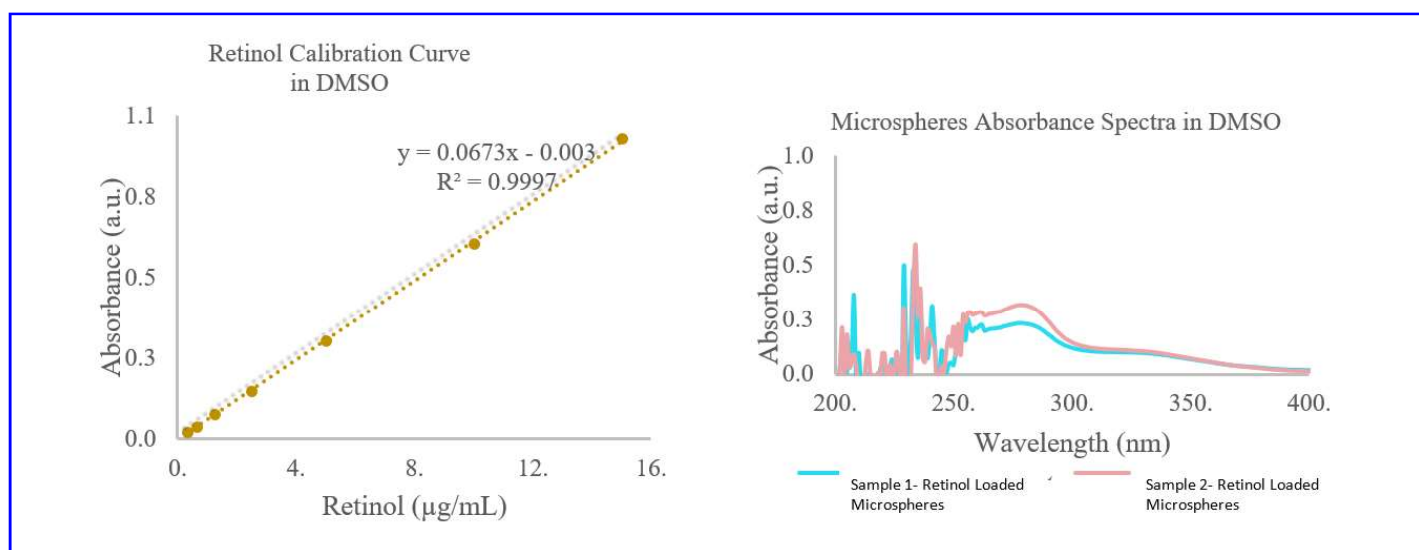 Retinol Calibration Curve
in DMSO
1.1
0.8
0.5
0.3
0.0
Absorbance (a.u.)
y = 0.0673x - 0.003
R² = 0.9997
0.
4.
8.
12.
16.
Retinol (µg/mL)
Microspheres Absorbance Spectra in DMSO
1.0
0.8
0.5
0.3
0.0
Absorbance (a.u.)
200.
250.
300.
350.
400.
Wavelength (nm)
Sample 1- Retinol Loaded
Microspheres
Sample 2- Retinol Loaded
Microspheres